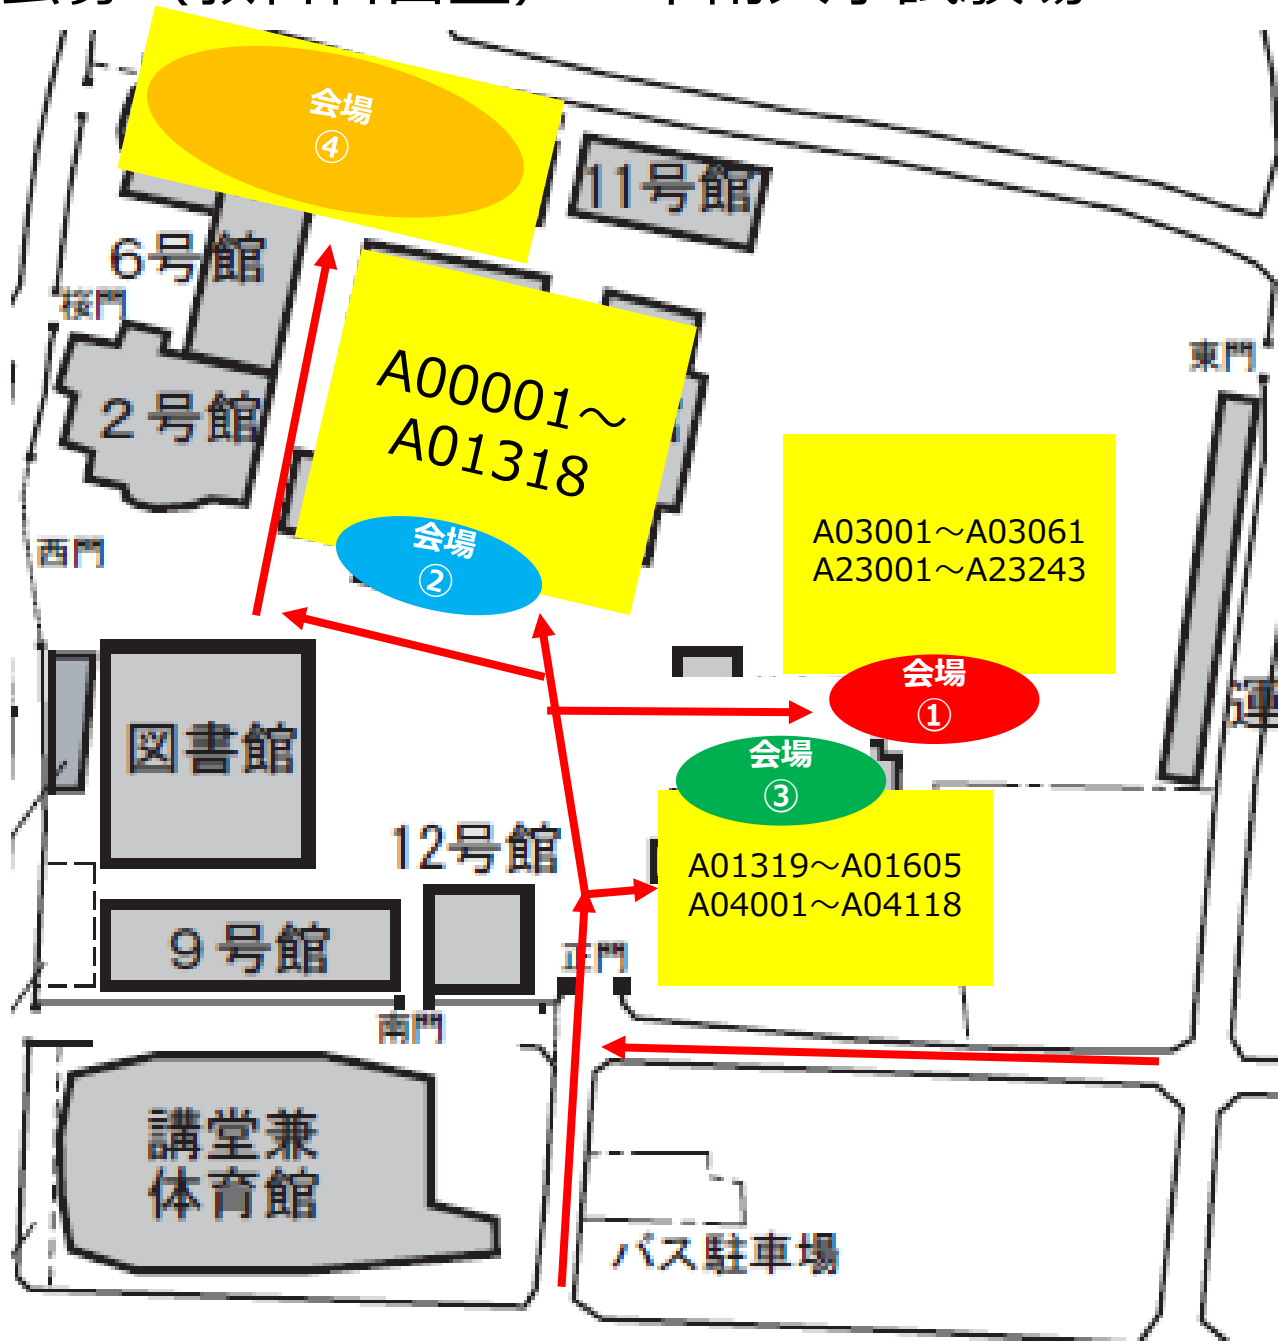 会場
④
11号館
6号館
桜門
東門
2号館
A00001～
A01318
A03001～A03061
A23001～A23243
会場
②
西門
会場
①
運
図書館
会場
③
12号館
A01319～A01605
A04001～A04118
9号館
正門
南門
講堂兼
体育館
バス駐車場